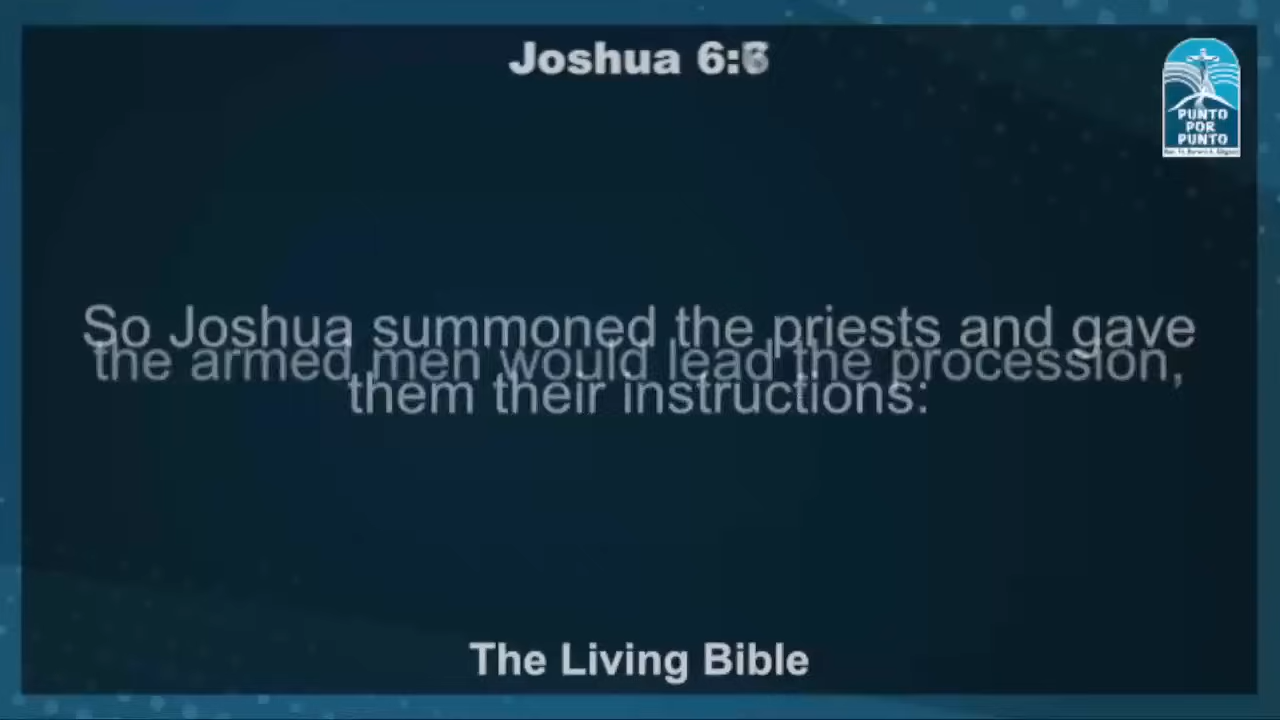 Joshua 6:
PUNTO
POR
PUNTO
So Joshua summoned the priests and gave
the armed men would lead the procession,
them their instructions:
The Living Bible